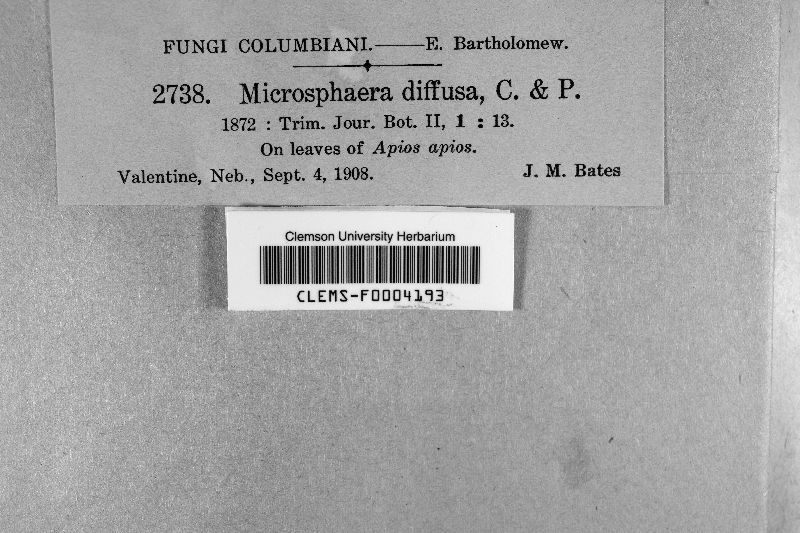 FUNGI COLUMBIANI.——E. Bartholomew.
2738. Microsphaera diffusa, C. & P.
1872 : Trim. Jour. Bot. II, 1 : 13.
On leaves of Apios apios.
Valentine, Neb., Sept. 4, 1908. J. M. Bates
Clemson University Herbarium
CLEMS-F0004193